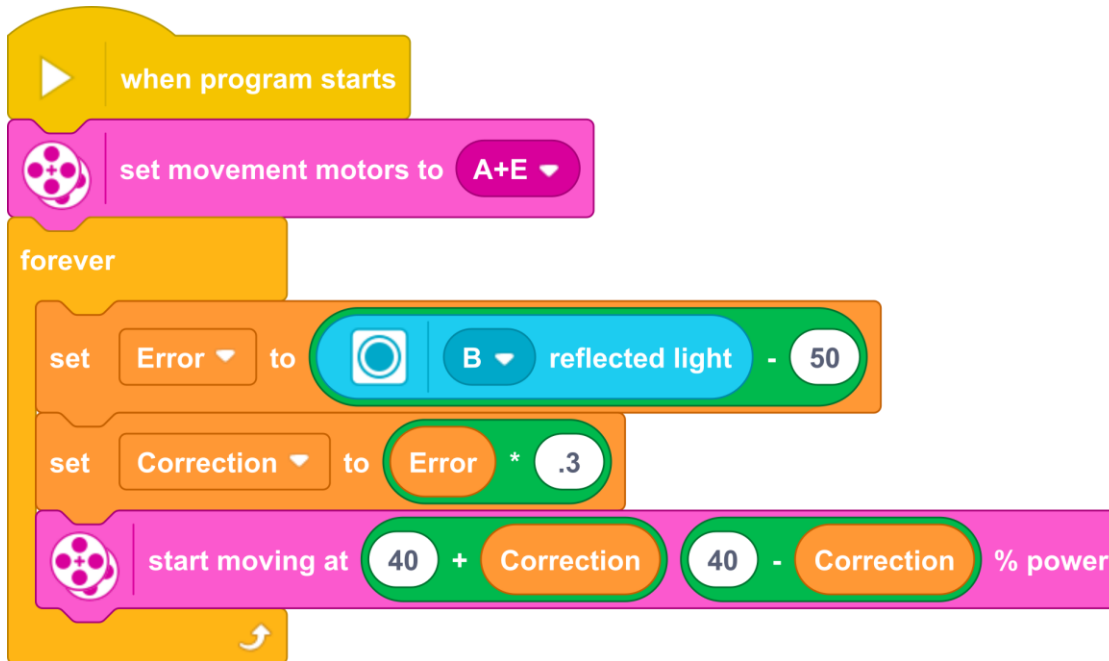 when program starts
set movement motors to A+E
forever
set Error to B reflected light - 50
set Correction to Error * .3
start moving at 40 + Correction 40 - Correction % power